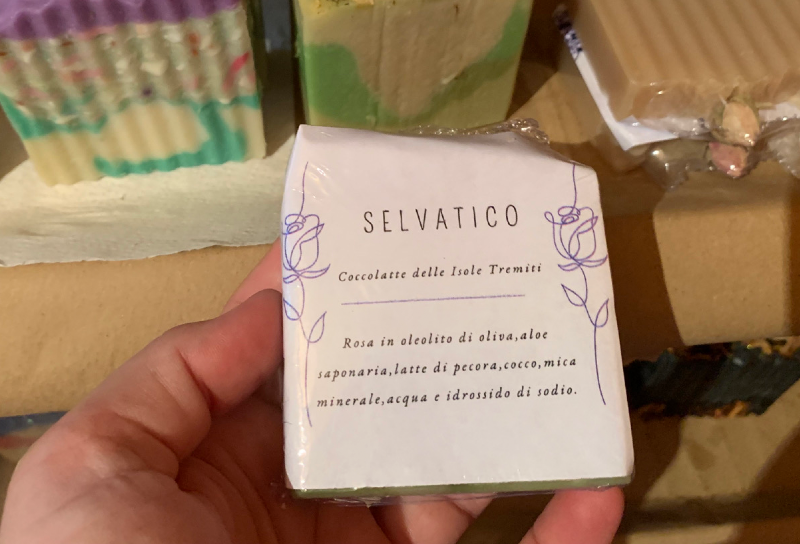 SELVATICO
Coccolatte delle Isole Tremiti
Rosa in oleolito di oliva,aloe
saponaria,latte di pecora,cocco,mica
minerale,acqua e idrossido di sodio.